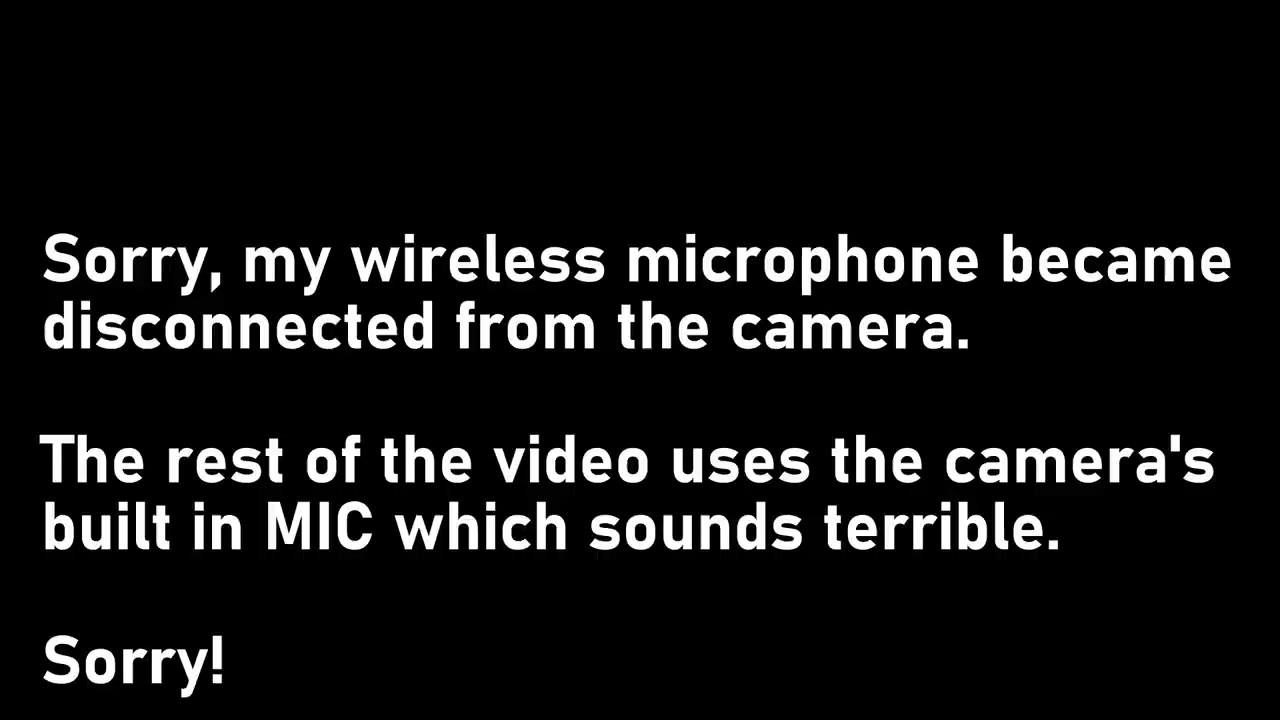 Sorry, my wireless microphone became
disconnected from the camera.
The rest of the video uses the camera's
built in MIC which sounds terrible.
Sorry!